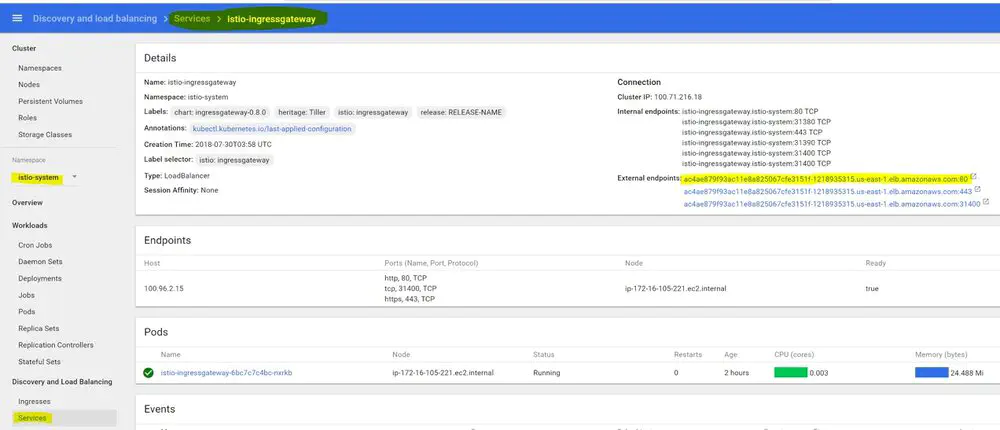 Discovery and load balancing > Services > istio-ingressgateway
Cluster
Namespaces
Nodes
Persistent Volumes
Roles
Storage Classes
Namespace
istio-system
Overview
Workloads
Cron Jobs
Daemon Sets
Deployments
Jobs
Pods
Replica Sets
Replication Controllers
Stateful Sets
Discovery and Load Balancing
Ingresses
Services
Details
Name: istio-ingressgateway
Namespace: istio-system
Labels: chart: ingressgateway-0.8.0 heritage: Tiller istio: ingressgateway release: RELEASE-NAME
Annotations: kubectl.kubernetes.io/last-applied-configuration
Creation Time: 2018-07-30T03:58 UTC
Label selector: istio: ingressgateway
Type: LoadBalancer
Session Affinity: None
Connection
Cluster IP: 100.71.216.18
Internal endpoints: istio-ingressgateway.istio-system:80 TCP
istio-ingressgateway.istio-system:31380 TCP
istio-ingressgateway.istio-system:443 TCP
istio-ingressgateway.istio-system:31390 TCP
istio-ingressgateway.istio-system:31400 TCP
istio-ingressgateway.istio-system:31400 TCP
External endpoints: ac4ae879f93ac11e8a825067cfe3151f-1218935315.us-east-1.elb.amazonaws.com:80
ac4ae879f93ac11e8a825067cfe3151f-1218935315.us-east-1.elb.amazonaws.com:443
ac4ae879f93ac11e8a825067cfe3151f-1218935315.us-east-1.elb.amazonaws.com:31400
Endpoints
Host Ports (Name, Port, Protocol) Node Ready
http, 80, TCP
100.96.2.15 tcp, 31400, TCP ip-172-16-105-221.ec2.internal true
https, 443, TCP
Pods
Name Node Status Restarts Age CPU (cores) Memory (bytes)
istio-ingressgateway-6bc7c7c4bc-nxrkb ip-172-16-105-221.ec2.internal Running 0 2 hours 0.003 24.488 Mi
Events